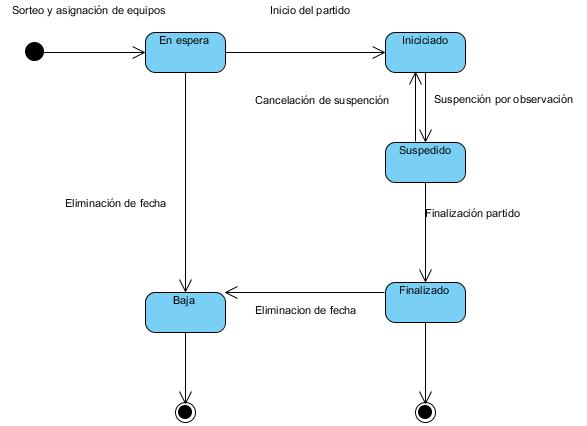 Sorteo y asignación de equipos
Inicio del partido
En espera
Iniciciado
Cancelación de suspención
Suspención por observación
Suspedido
Eliminación de fecha
Finalización partido
Baja
Finalizado
Eliminacion de fecha